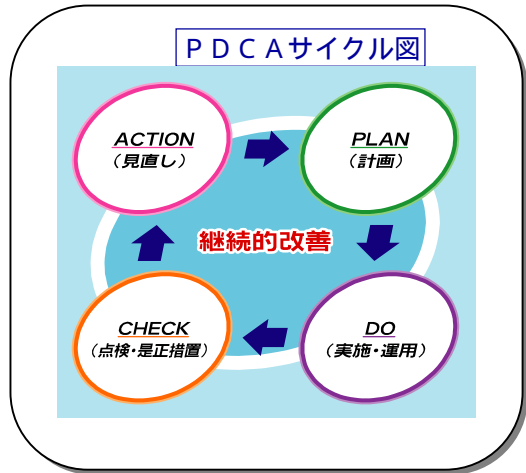 ＰＤＣＡサイクル図
ACTION
（見直し）
PLAN
（計画）
継続的改善
CHECK
（点検・是正措置）
DO
（実施・運用）